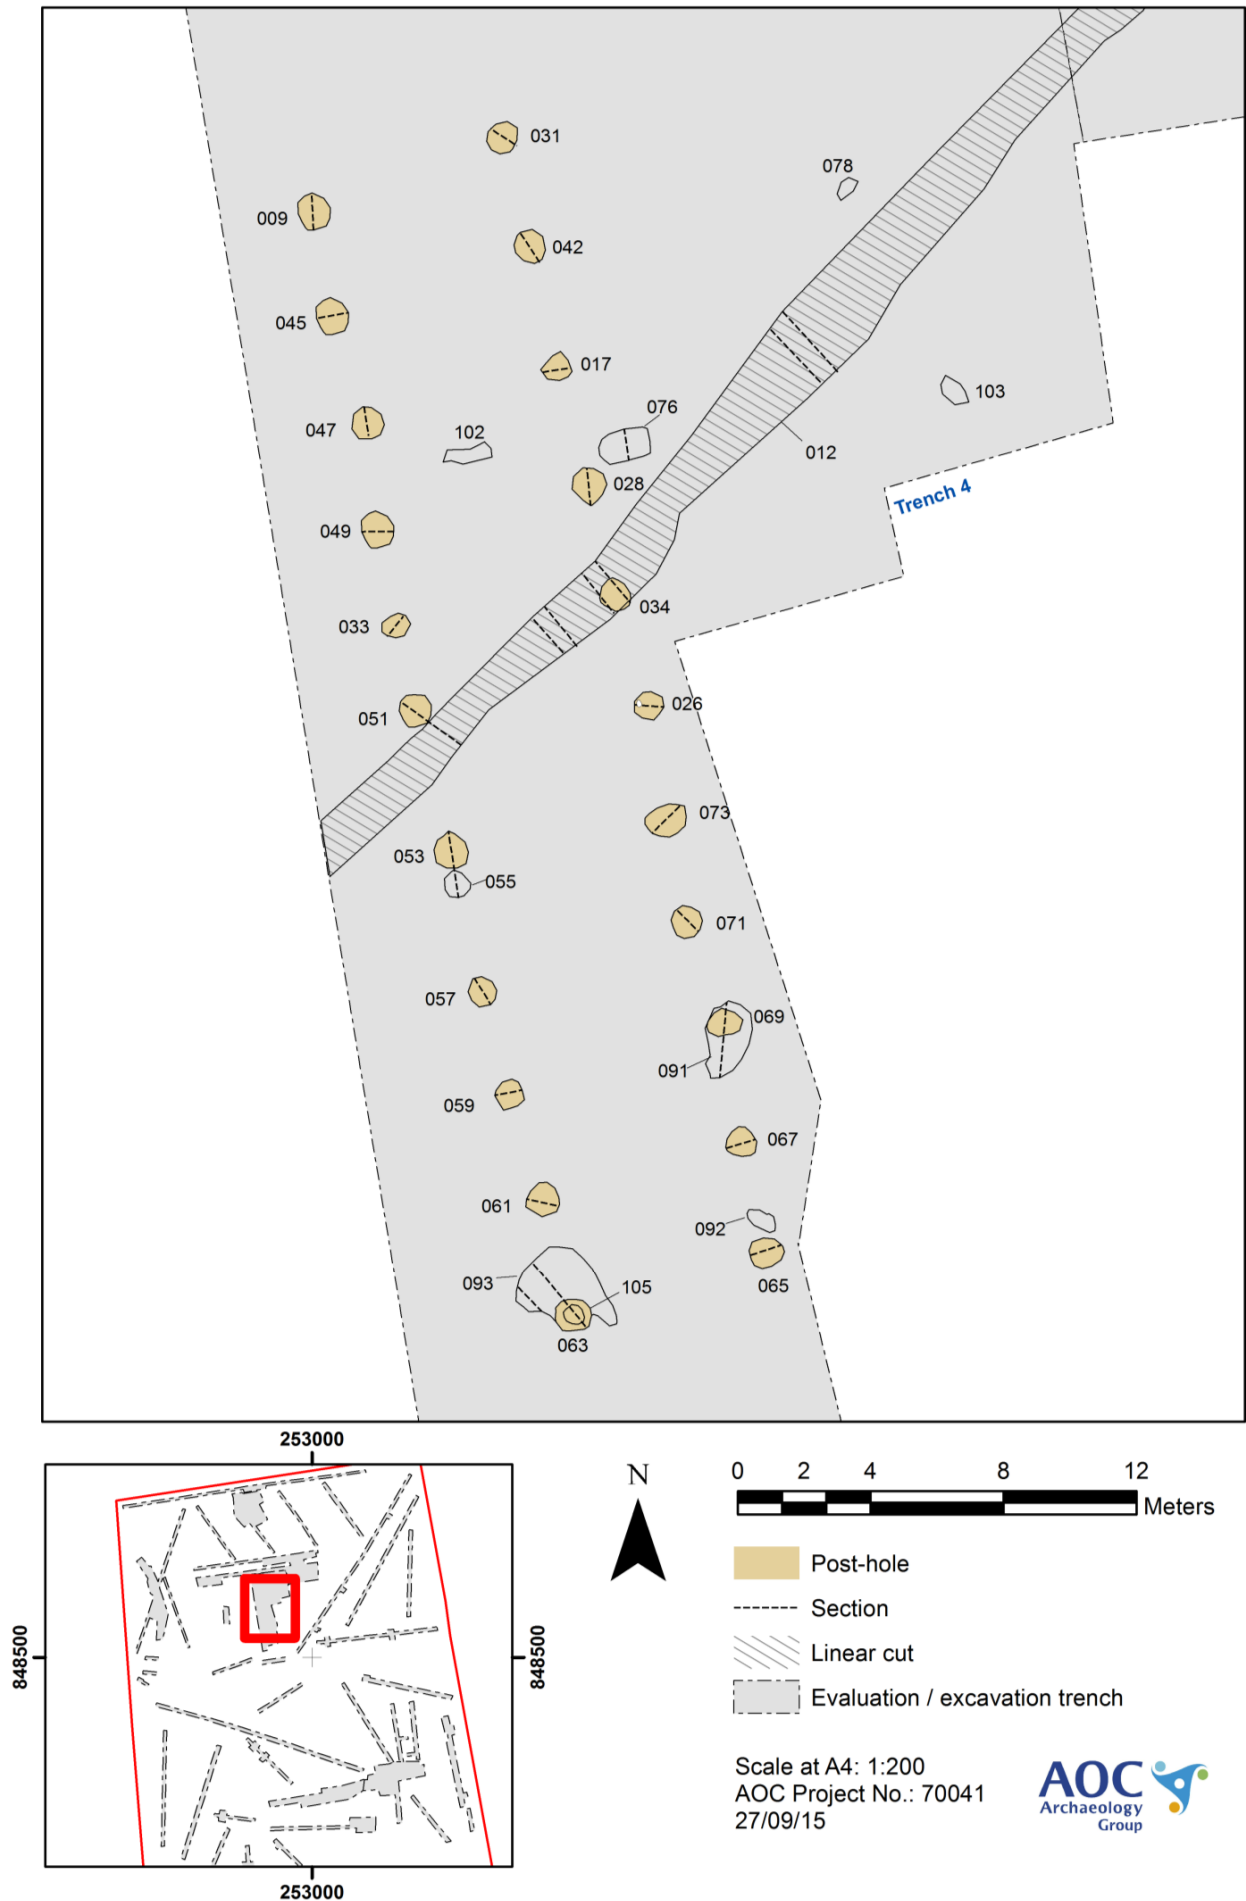 031
078
009
042
045
017
103
076
047
102
012
028
Trench 4
049
034
033
026
051
073
053
055
071
057
069
091
059
067
061
092
093
105
065
063
253000
848500
848500
253000
N
0 2 4 8 12
Meters
Post-hole
Section
Linear cut
Evaluation / excavation trench
Scale at A4: 1:200
AOC Project No.: 70041
27/09/15
AOC
Archaeology
Group